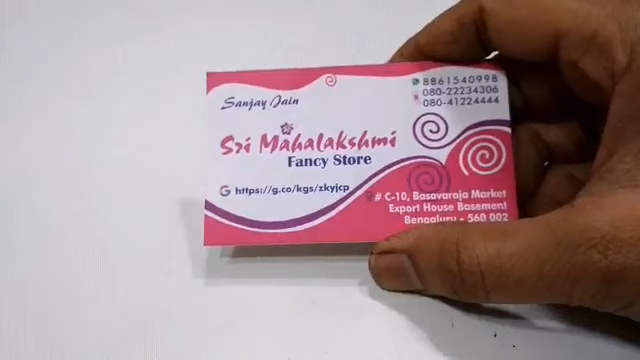 Sanjay Jain
8861540998
080-22234306
080-41224444
Sri Mahalakshmi
Fancy Store
https://g.co/kgs/zkyjcp
# C-10, Basavaraja Market
Export House Basement
Bengaluru - 560 002